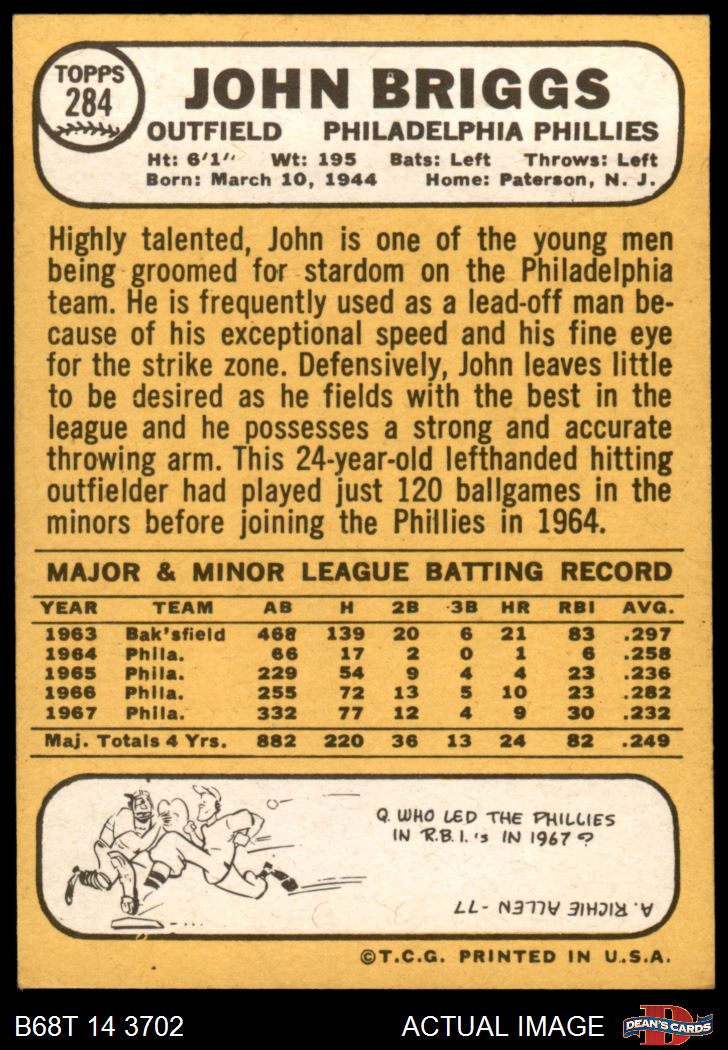 TOPPS
284
JOHN BRIGGS
OUTFIELD PHILADELPHIA PHILLIES
Ht: 6'1" Wt: 195 Bats: Left Throws: Left
Born: March 10, 1944 Home: Paterson, N. J.
Highly talented, John is one of the young men
being groomed for stardom on the Philadelphia
team. He is frequently used as a lead-off man be-
cause of his exceptional speed and his fine eye
for the strike zone. Defensively, John leaves little
to be desired as he fields with the best in the
league and he possesses a strong and accurate
throwing arm. This 24-year-old lefthanded hitting
outfielder had played just 120 ballgames in the
minors before joining the Phillies in 1964.
MAJOR & MINOR LEAGUE BATTING RECORD
YEAR TEAM AB H 2B 3B HR RBI AVG.
1963 Bak'sfield 468 139 20 6 21 83 .297
1964 Phila. 66 17 2 0 1 6 .258
1965 Phila. 229 54 9 4 4 23 .236
1966 Phila. 255 72 13 5 10 23 .282
1967 Phila. 332 77 12 4 9 30 .232
Maj. Totals 4 Yrs. 882 220 36 13 24 82 .249
Q. WHO LED THE PHILLIES
IN R.B.I.'s IN 1967?
A. RICHIE ALLEN -77
©T.C.G. PRINTED IN U.S.A.
B68T 14 3702 ACTUAL IMAGE
D
DEAN'S CARDS